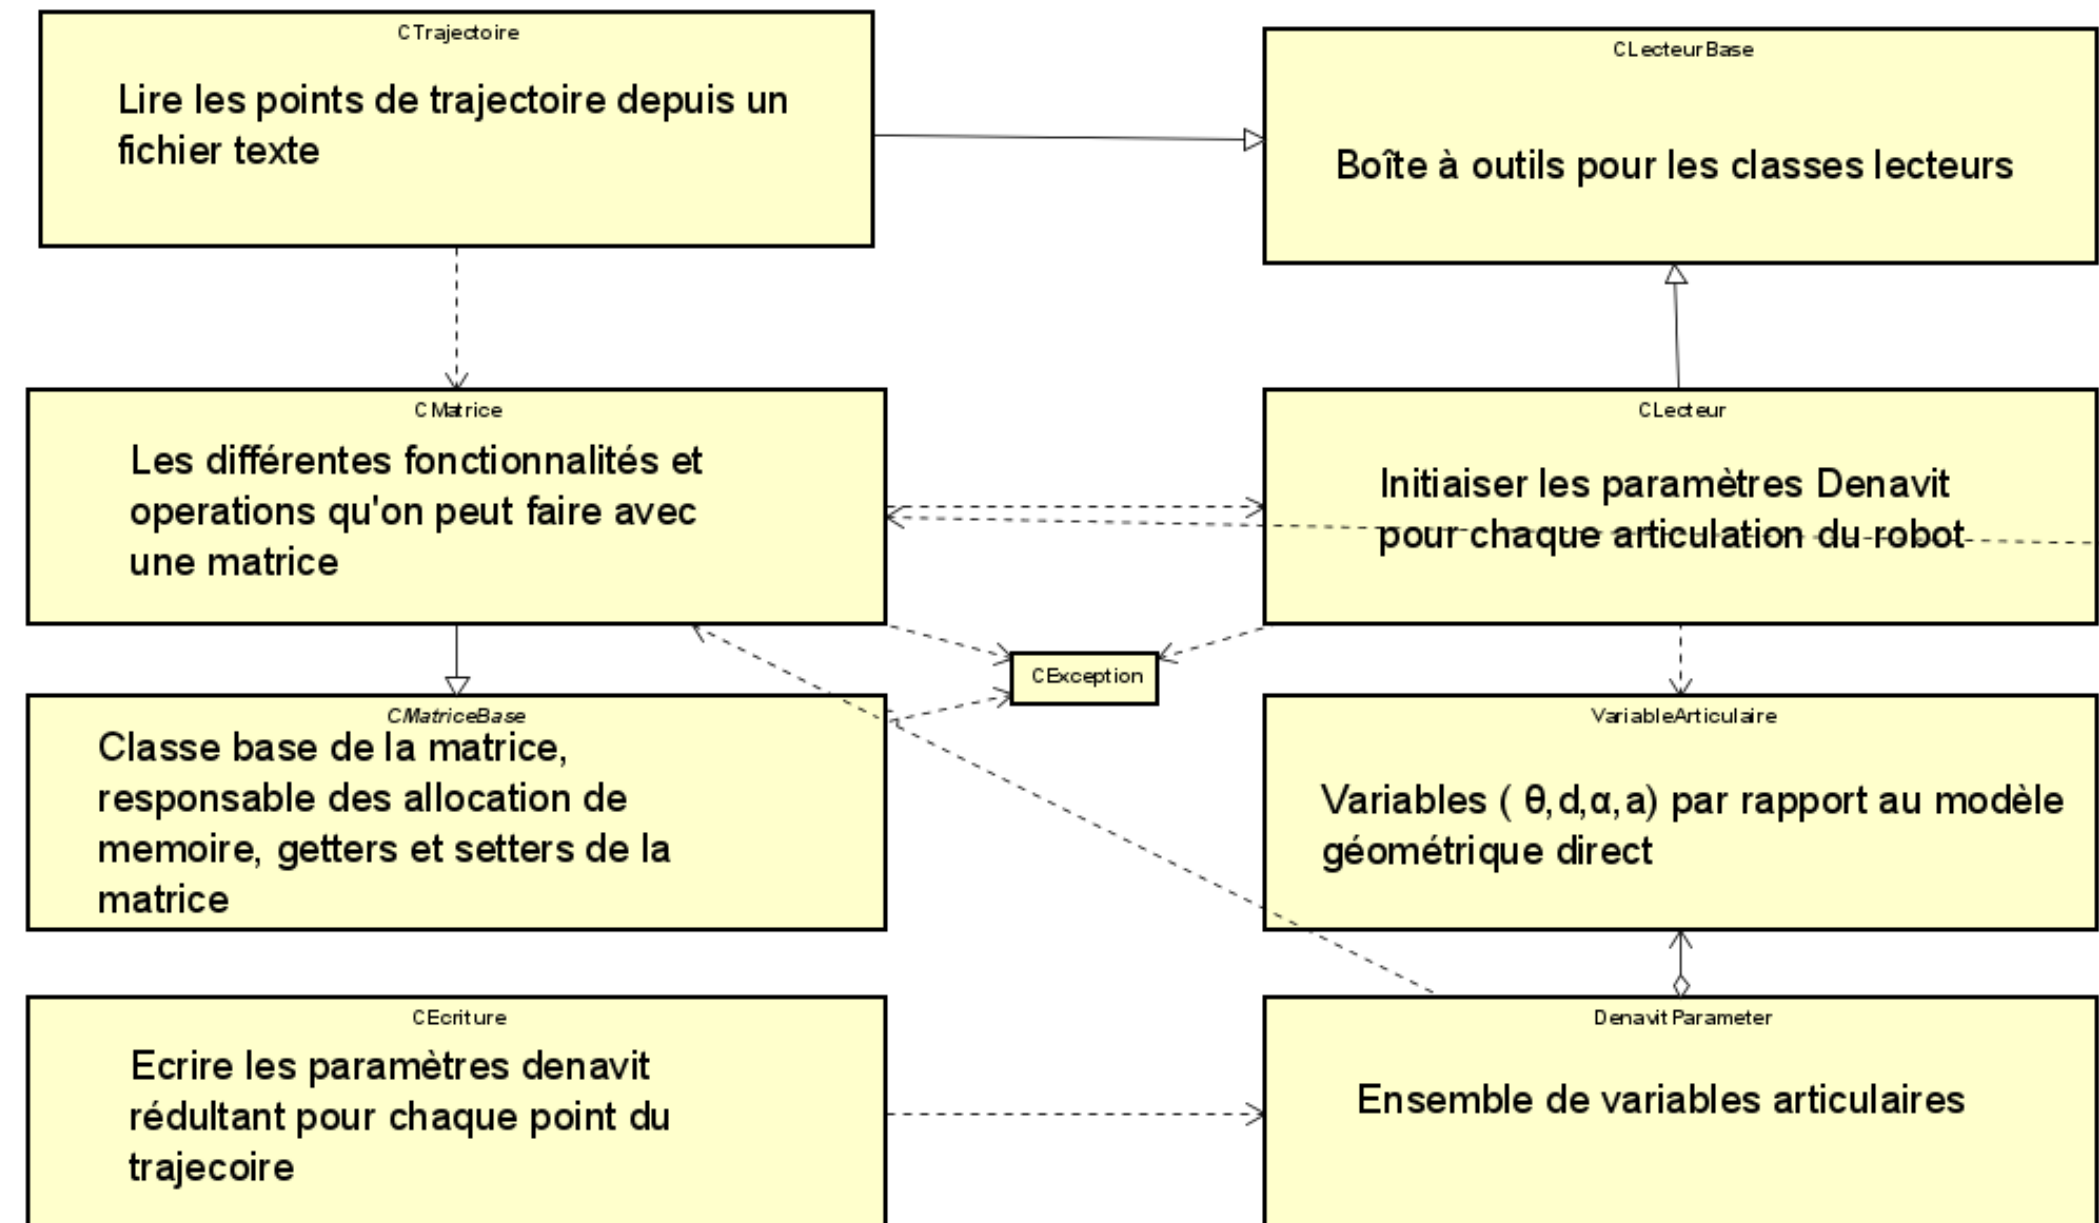 CTrajectoire
Lire les points de trajectoire depuis un
fichier texte
CLecteurBase
Boîte à outils pour les classes lecteurs
CMatrice
Les différentes fonctionnalités et
operations qu'on peut faire avec
une matrice
CLecteur
Initiaiser les paramètres Denavit
pour chaque articulation du robot
CException
CMatriceBase
Classe base de la matrice,
responsable des allocation de
memoire, getters et setters de la
matrice
VariableArticulaire
Variables ( θ,d,α,a) par rapport au modèle
géométrique direct
CEcriture
Ecrire les paramètres denavit
rédultant pour chaque point du
trajecoire
Denavit Parameter
Ensemble de variables articulaires